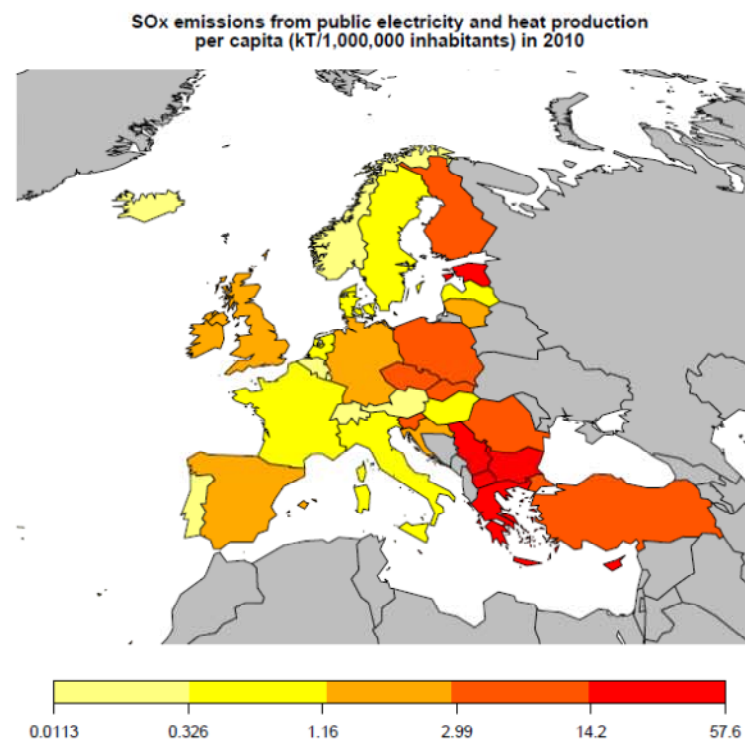 SOx emissions from public electricity and heat production
per capita (kT/1,000,000 inhabitants) in 2010
0.0113 0.326 1.16 2.99 14.2 57.6